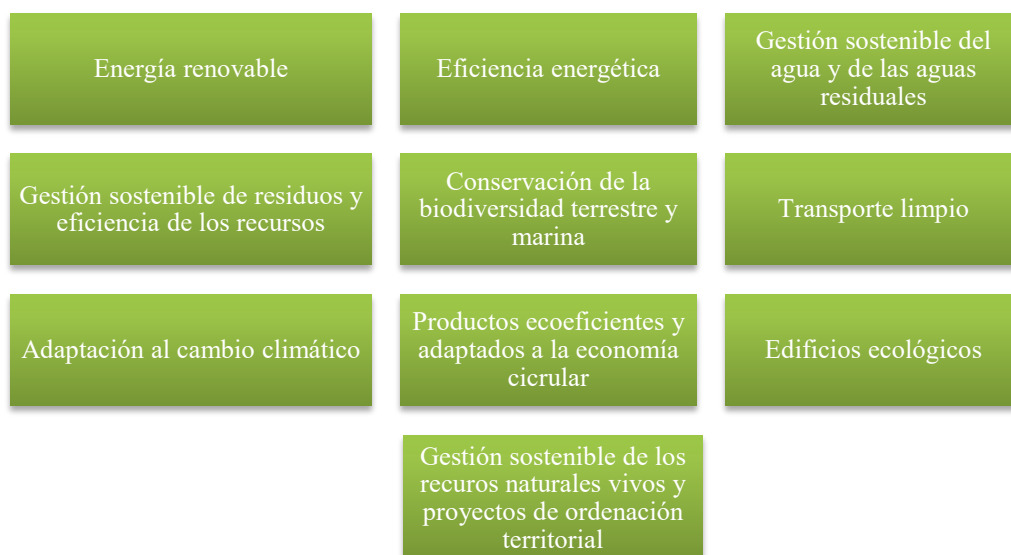 Energía renovable
Eficiencia energética
Gestión sostenible del
agua y de las aguas
residuales
Gestión sostenible de residuos y
eficiencia de los recursos
Conservación de la
biodiversidad terrestre y
marina
Transporte limpio
Adaptación al cambio climático
Productos ecoeficientes y
adaptados a la economía
cicrular
Edificios ecológicos
Gestión sostenible de los
recuros naturales vivos y
proyectos de ordenación
territorial